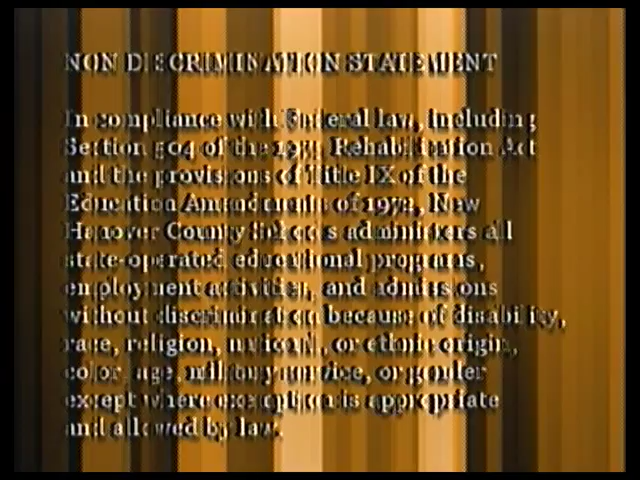 NON DISCRIMINATION STATEMENT
In compliance with Federal law, including
Section 504 of the 1973 Rehabilitation Act
and the provisions of Title IX of the
Education Amendments of 1972, New
Hanover County Schools administers all
state-operated educational programs,
employment activities, and admissions
without discrimination because of disability,
race, religion, national, or ethnic origin,
color, age, military service, or gender
except where exemption is appropriate
and allowed by law.